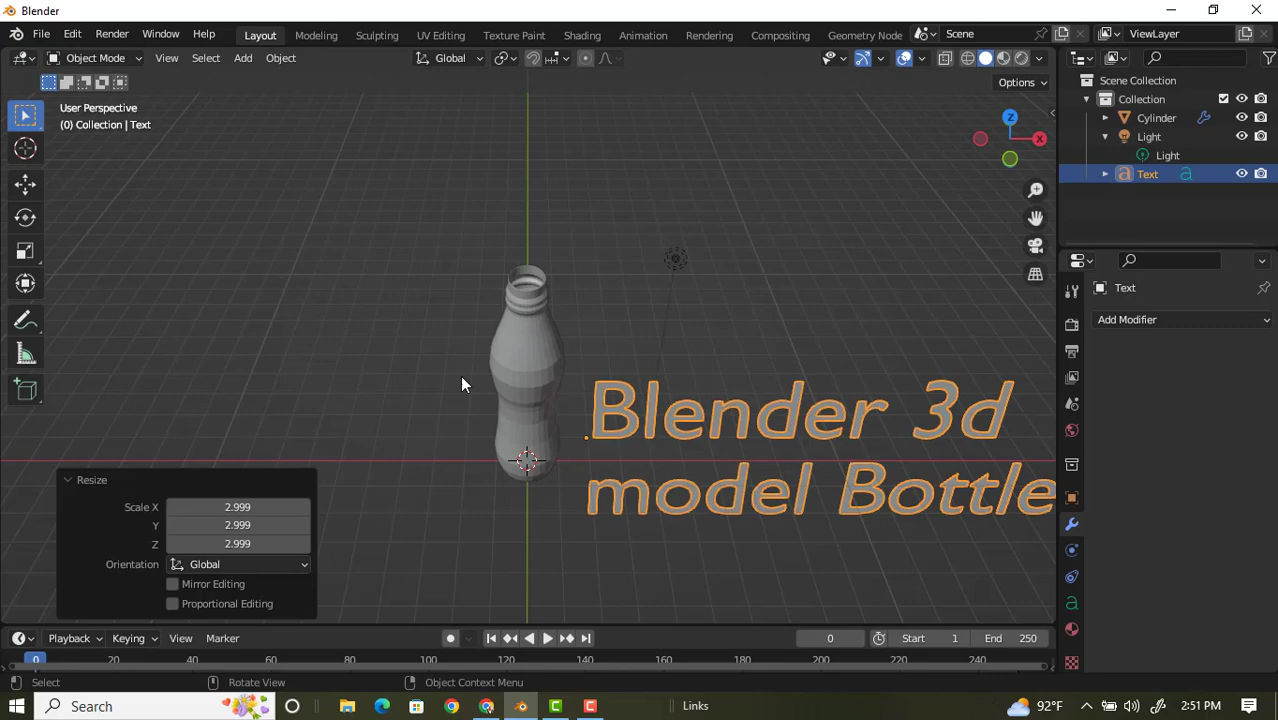 Blender
File Edit Render Window Help Layout Modeling Sculpting UV Editing Texture Paint Shading Animation Rendering Compositing Geometry Node Scene ViewLayer
Object Mode View Select Add Object Global
Options
User Perspective
(0) Collection | Text
Z
X
Scene Collection
Collection
Cylinder
Light
Light
Text
Text
Add Modifier
Blender 3d
model Bottle
Resize
Scale X 2.999
Y 2.999
Z 2.999
Orientation Global
Mirror Editing
Proportional Editing
Playback Keying View Marker 0 Start 1 End 250
0 20 40 60 80 100 120 140 160 180 200 220 240
Select Rotate View Object Context Menu
Search Links 92°F 2:51 PM